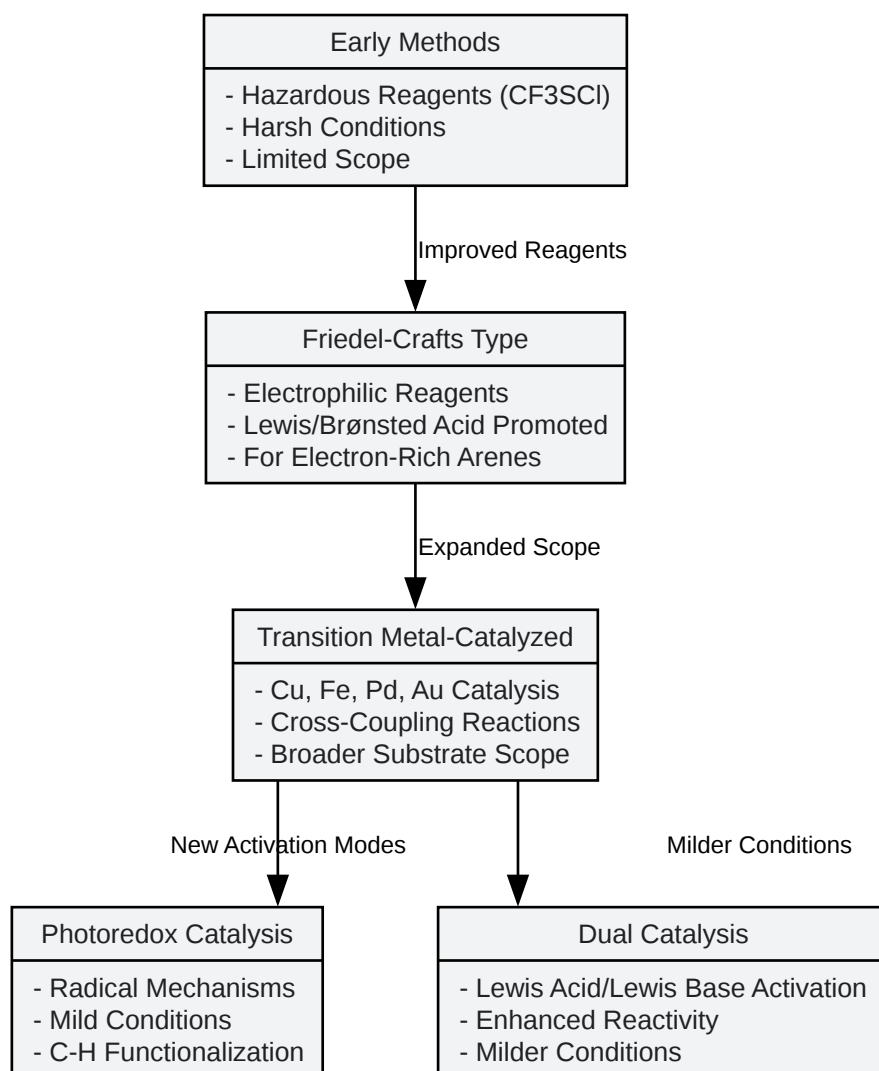 Early Methods
- Hazardous Reagents (CF3SCl)
- Harsh Conditions
- Limited Scope
Improved Reagents
Friedel-Crafts Type
- Electrophilic Reagents
- Lewis/Brønsted Acid Promoted
- For Electron-Rich Arenes
Expanded Scope
Transition Metal-Catalyzed
- Cu, Fe, Pd, Au Catalysis
- Cross-Coupling Reactions
- Broader Substrate Scope
New Activation Modes
Milder Conditions
Photoredox Catalysis
- Radical Mechanisms
- Mild Conditions
- C-H Functionalization
Dual Catalysis
- Lewis Acid/Lewis Base Activation
- Enhanced Reactivity
- Milder Conditions